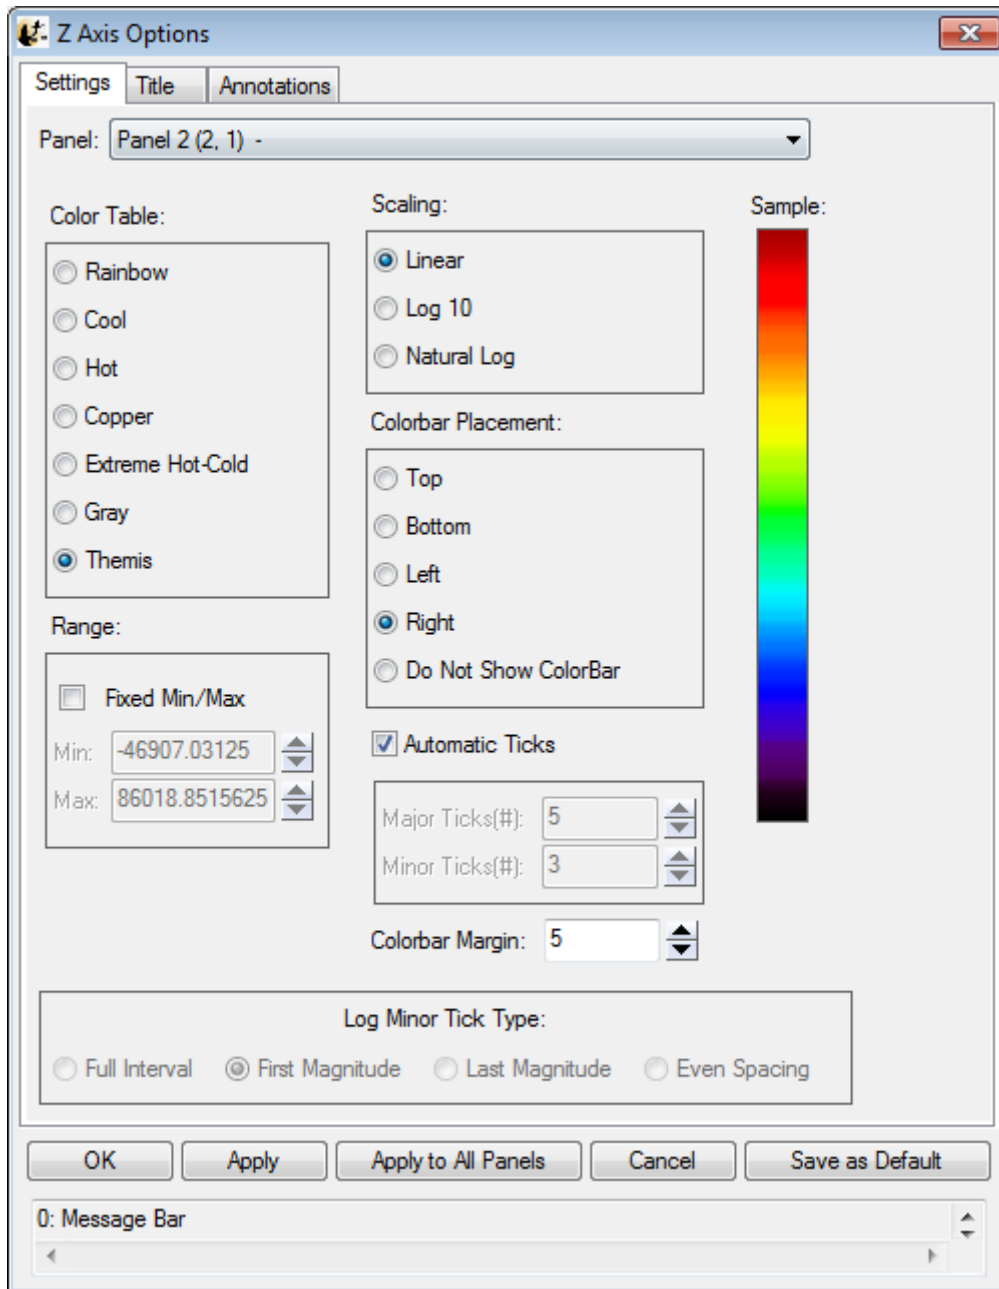 Z Axis Options
Settings Title Annotations
Panel: Panel 2 (2, 1) -
Color Table:
Rainbow
Cool
Hot
Copper
Extreme Hot-Cold
Gray
Themis
Range:
Fixed Min/Max
Min: -46907.03125
Max: 86018.8515625
Scaling:
Linear
Log 10
Natural Log
Colorbar Placement:
Top
Bottom
Left
Right
Do Not Show ColorBar
Automatic Ticks
Major Ticks(#): 5
Minor Ticks(#): 3
Colorbar Margin: 5
Sample:
Log Minor Tick Type:
Full Interval First Magnitude Last Magnitude Even Spacing
OK Apply Apply to All Panels Cancel Save as Default
0: Message Bar